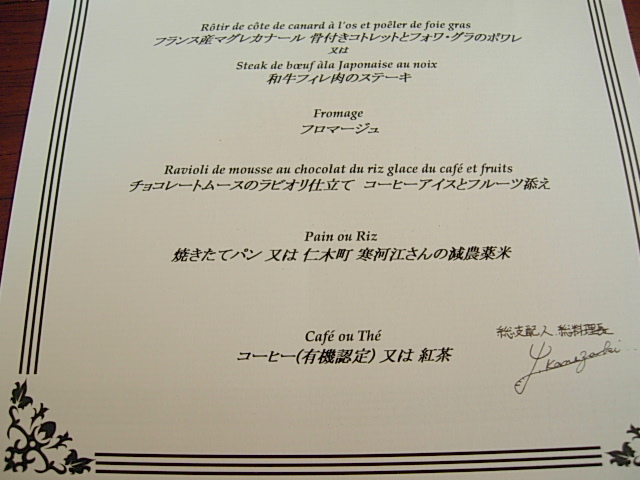 Rôtir de côte de canard à l'os et poêler de foie gras
フランス産マグレカナール 骨付きコトレットとフォワ・グラのポワレ
又は
Steak de bœuf àla Japonaise au noix
和牛フィレ肉のステーキ
Fromage
フロマージュ
Ravioli de mousse au chocolat du riz glace du café et fruits
チョコレートムースのラビオリ仕立て コーヒーアイスとフルーツ添え
Pain ou Riz
焼きたてパン 又は 仁木町 寒河江さんの減農薬米
Café ou Thé
コーヒー(有機認定) 又は 紅茶
総支配人.総料理長
Y Kanezaki